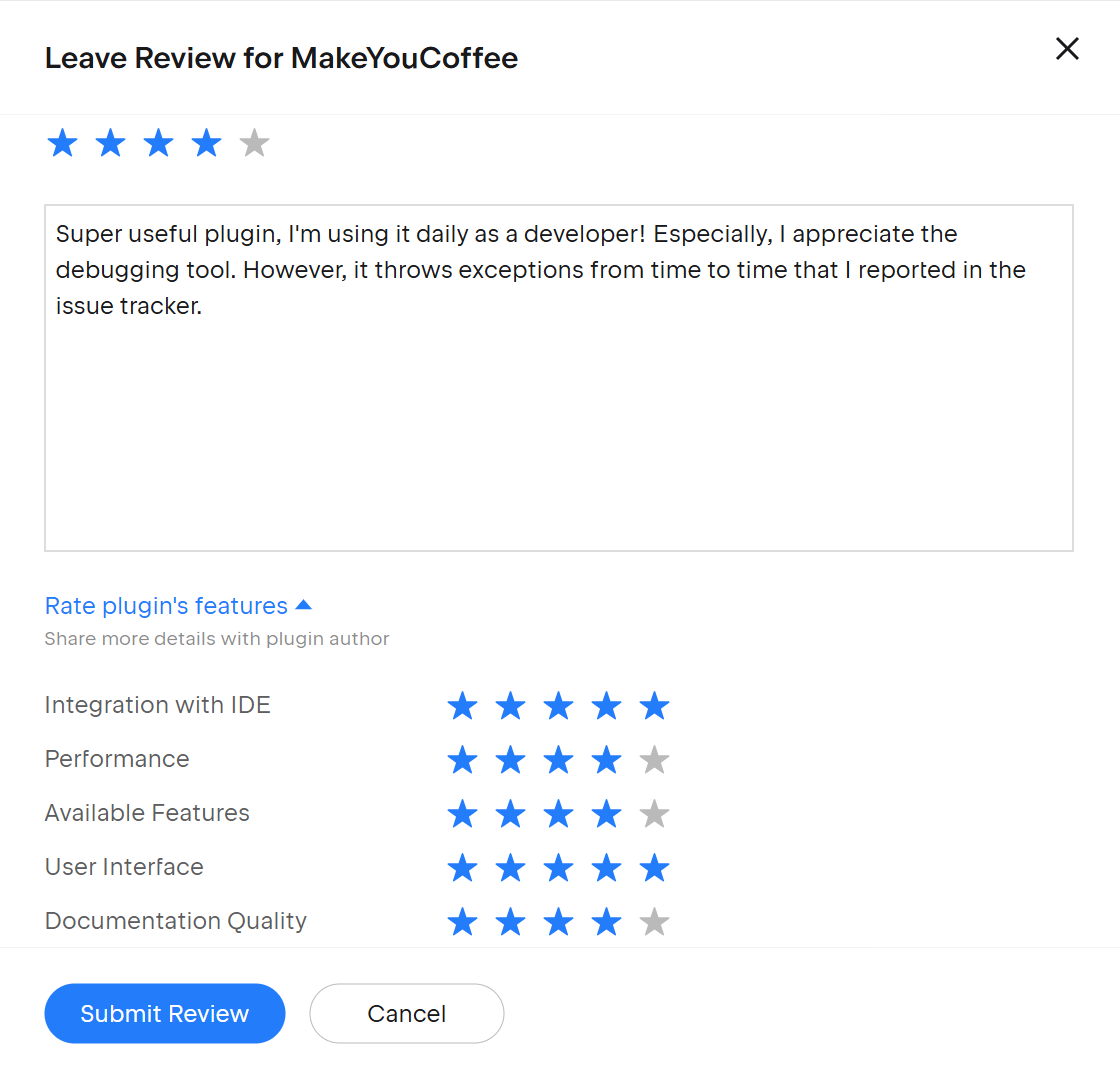 Leave Review for MakeYouCoffee
Super useful plugin, I'm using it daily as a developer! Especially, I appreciate the
debugging tool. However, it throws exceptions from time to time that I reported in the
issue tracker.
Rate plugin's features
Share more details with plugin author
Integration with IDE
Performance
Available Features
User Interface
Documentation Quality
Submit Review Cancel